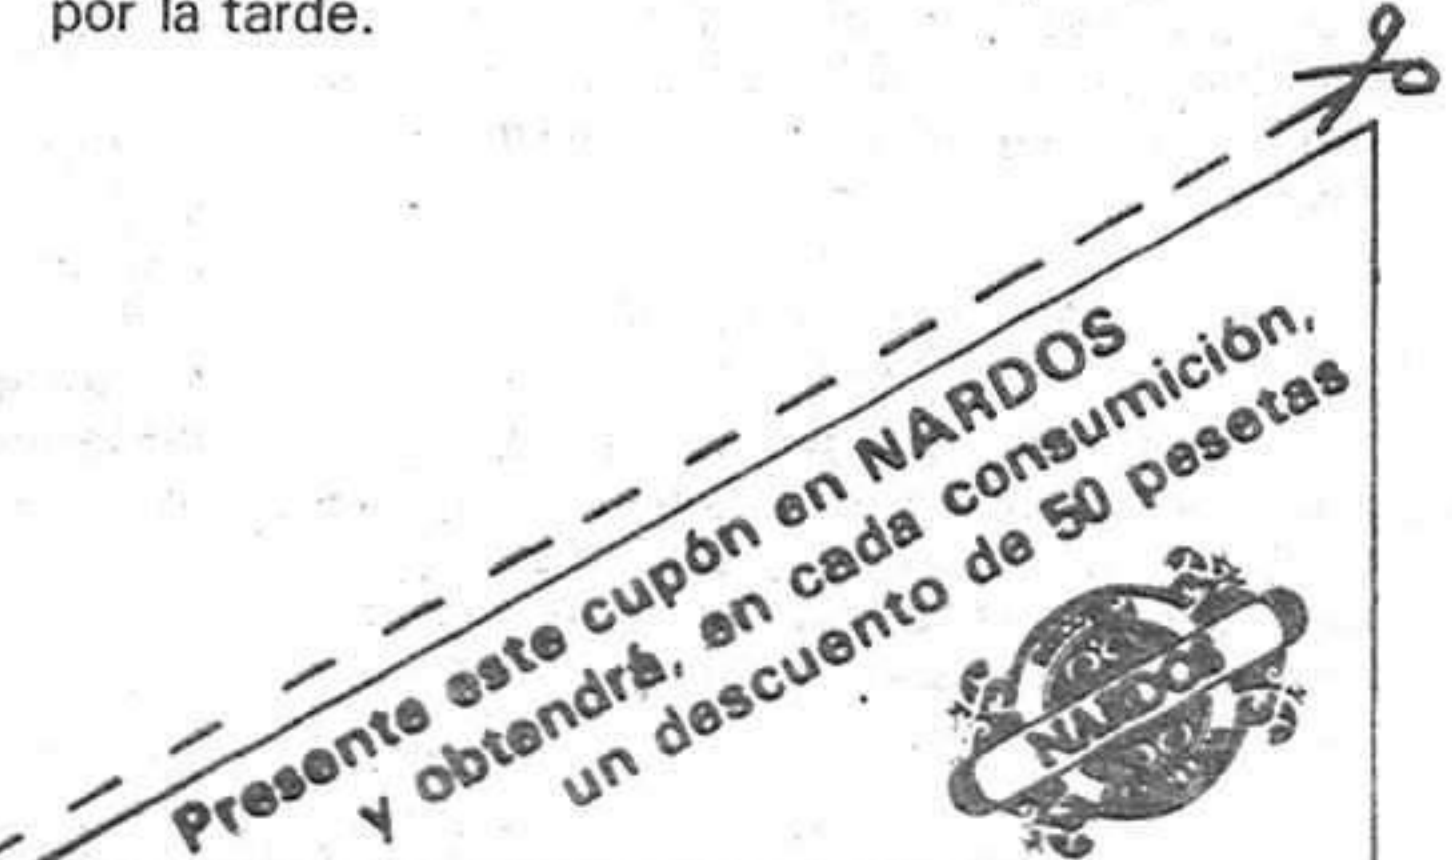 por la tarde.
Presente este cupón en NARDOS
y obtendrá, en cada consumición,
un descuento de 50 pesetas
NARDOS